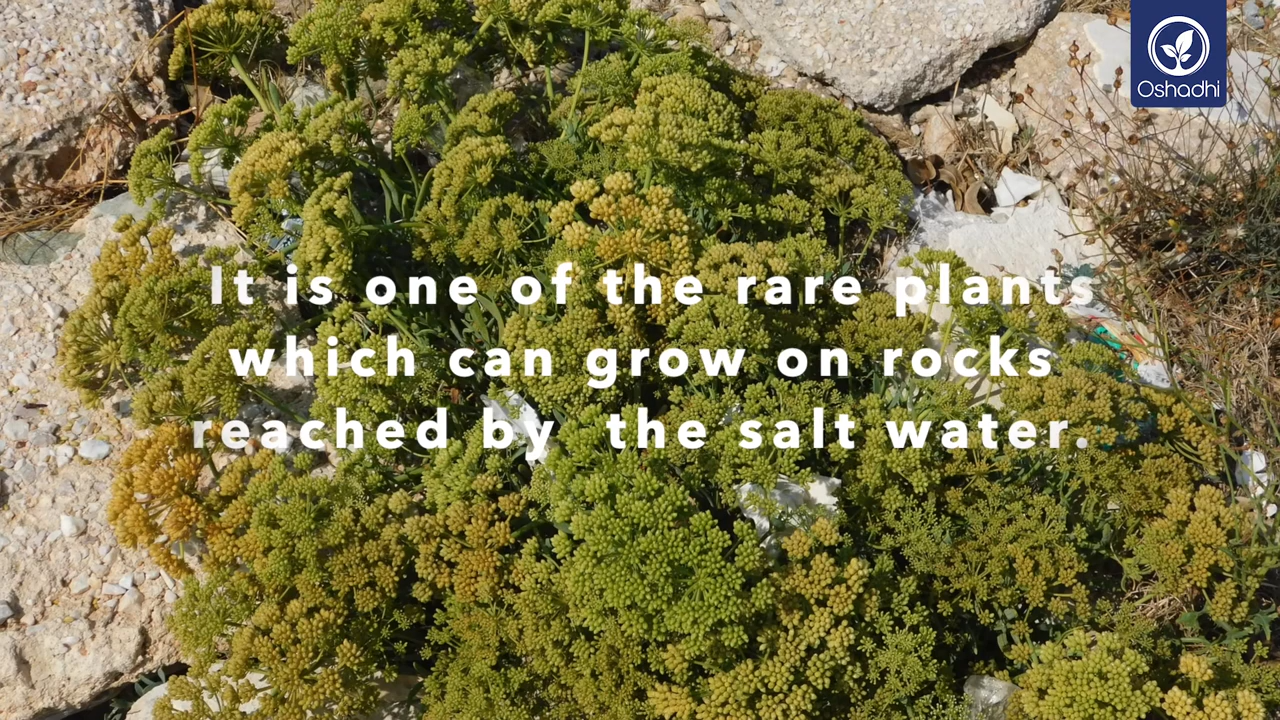 Oshadhi
It is one of the rare plants
which can grow on rocks
reached by the salt water.